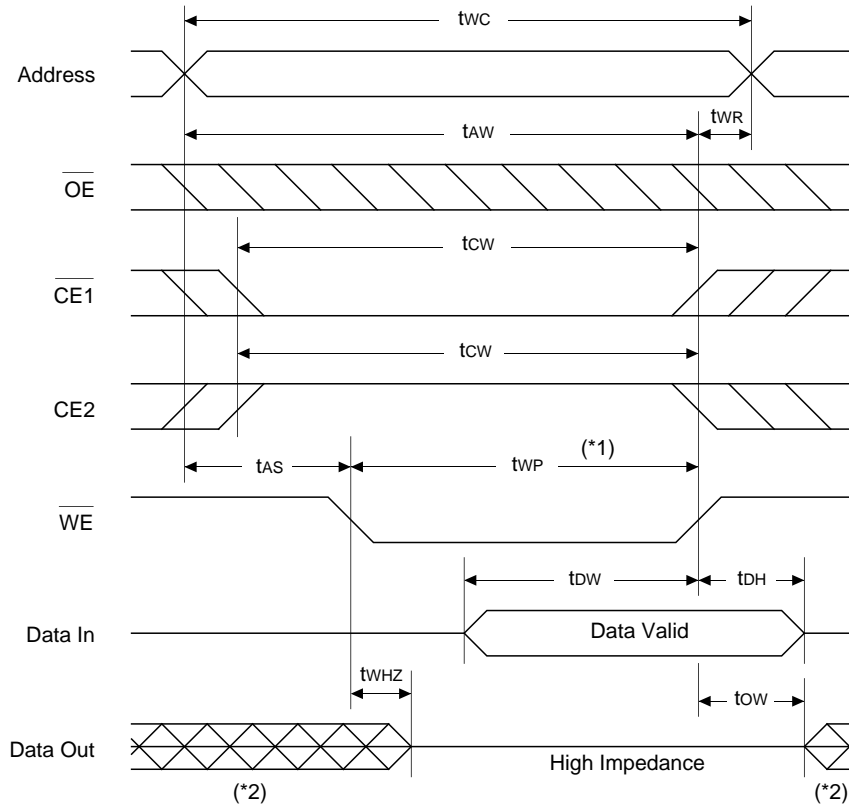 tWC
Address
tAW
tWR
OE
tCW
CE1
tCW
CE2
tAS
tWP
(*1)
WE
tDW
tDH
Data In
Data Valid
tWHZ
tOW
Data Out
High Impedance
(*2)
(*2)